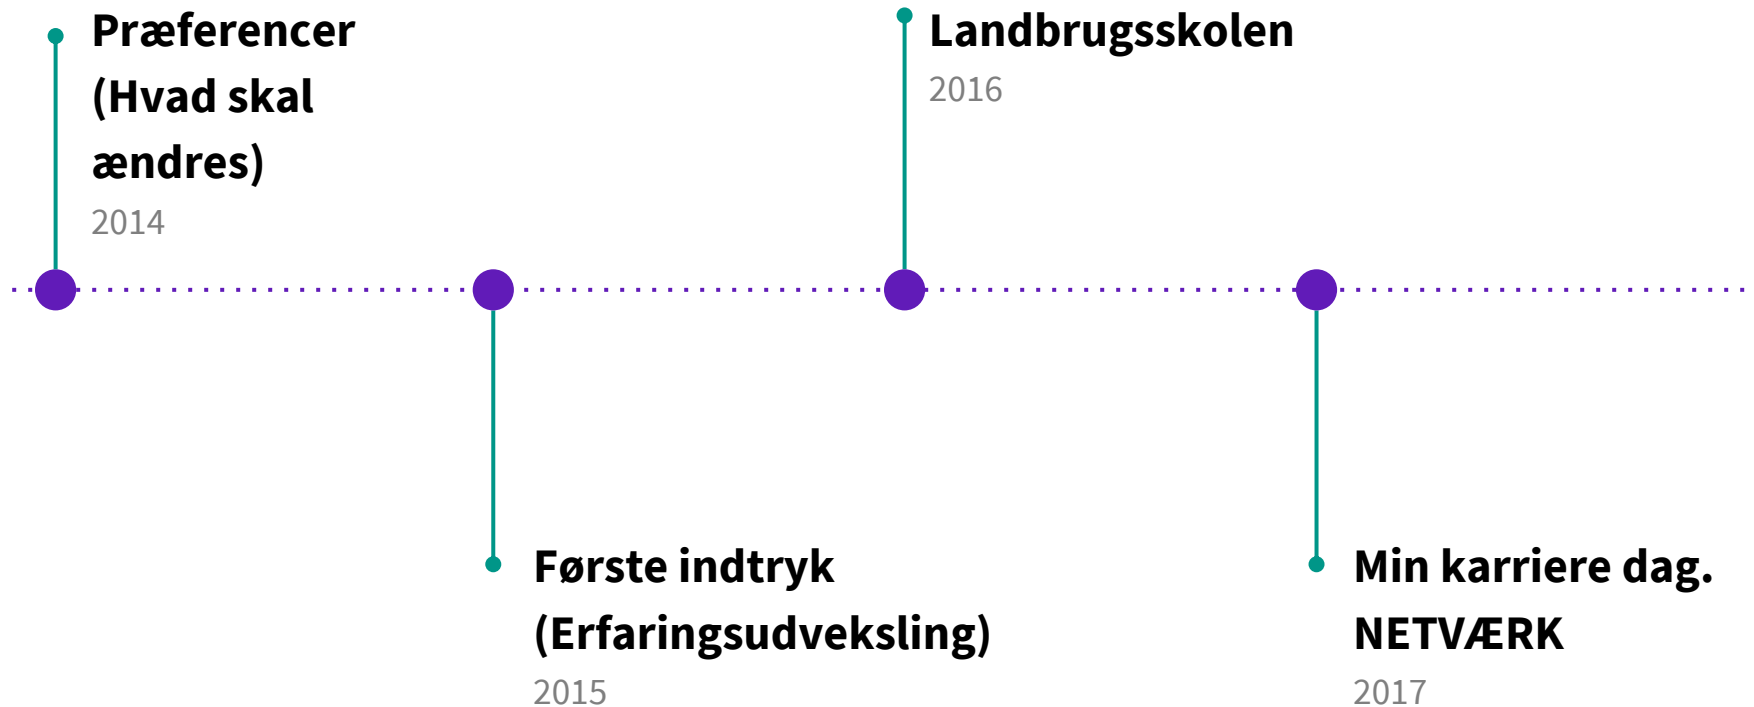 Præferencer
(Hvad skal
ændres)
2014
Første indtryk
(Erfaringsudveksling)
2015
Landbrugsskolen
2016
Min karriere dag.
NETVÆRK
2017